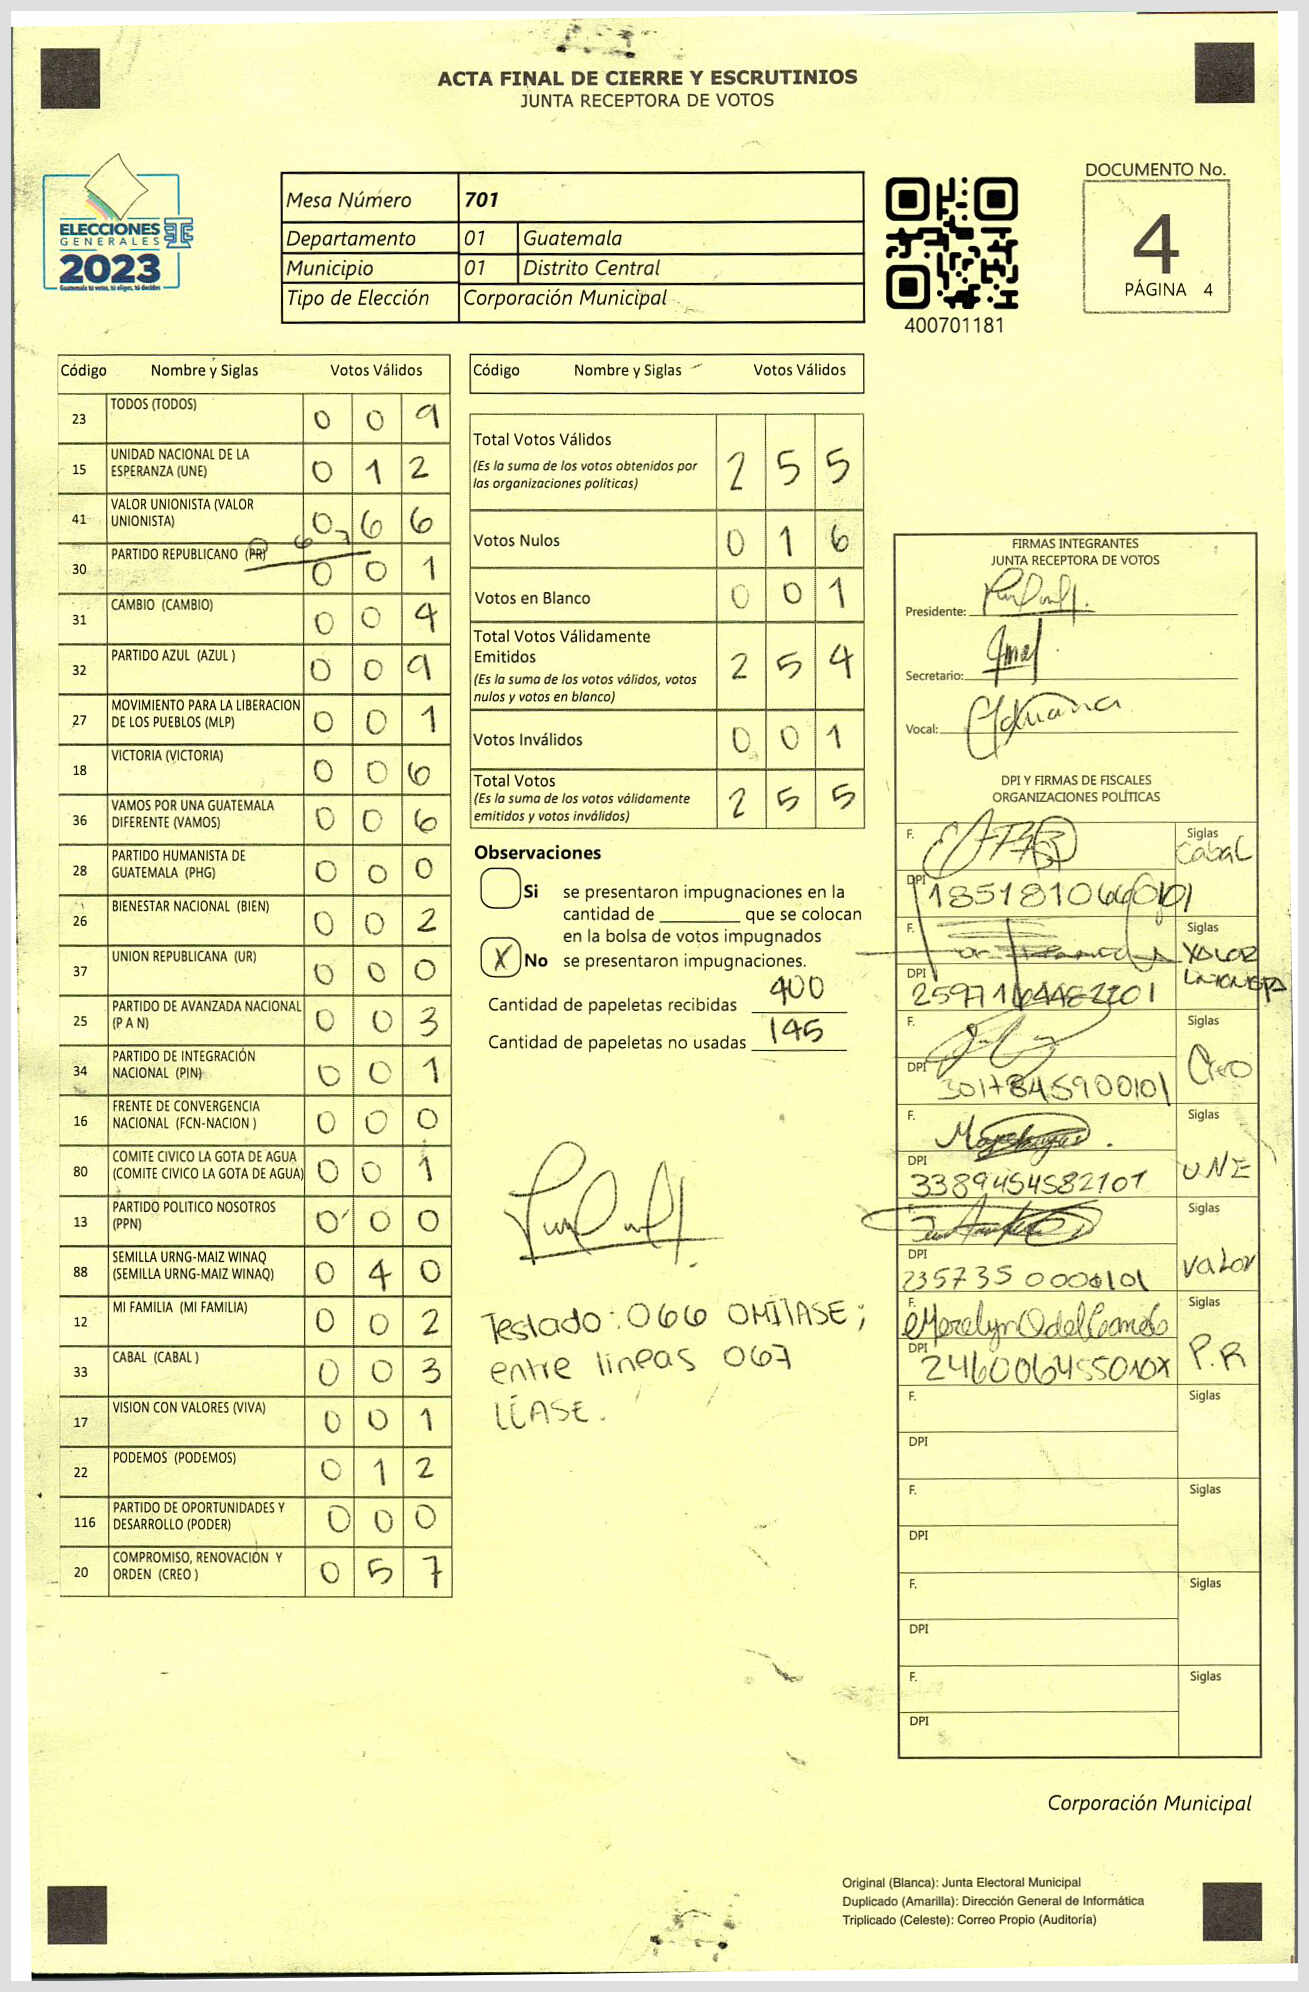 ACTA FINAL DE CIERRE Y ESCRUTINIOS
JUNTA RECEPTORA DE VOTOS
ELECCIONES
GENERALES
2023
Guatemala tú votas, tú eliges, tú decides
Mesa Número 701
Departamento 01 Guatemala
Municipio 01 Distrito Central
Tipo de Elección Corporación Municipal
400701181
DOCUMENTO No.
4
PÁGINA 4
Código Nombre y Siglas Votos Válidos
23 TODOS (TODOS) 0 0 9
15 UNIDAD NACIONAL DE LA
ESPERANZA (UNE) 0 1 2
41 VALOR UNIONISTA (VALOR
UNIONISTA) 0 6 6
0 6 7
30 PARTIDO REPUBLICANO (PR) 0 0 1
31 CAMBIO (CAMBIO) 0 0 4
32 PARTIDO AZUL (AZUL ) 0 0 9
27 MOVIMIENTO PARA LA LIBERACION
DE LOS PUEBLOS (MLP) 0 0 1
18 VICTORIA (VICTORIA) 0 0 6
36 VAMOS POR UNA GUATEMALA
DIFERENTE (VAMOS) 0 0 6
28 PARTIDO HUMANISTA DE
GUATEMALA (PHG) 0 0 0
26 BIENESTAR NACIONAL (BIEN) 0 0 2
37 UNION REPUBLICANA (UR) 0 0 0
25 PARTIDO DE AVANZADA NACIONAL
(P A N) 0 0 3
34 PARTIDO DE INTEGRACIÓN
NACIONAL (PIN) 0 0 1
16 FRENTE DE CONVERGENCIA
NACIONAL (FCN-NACION ) 0 0 0
80 COMITE CIVICO LA GOTA DE AGUA
(COMITE CIVICO LA GOTA DE AGUA) 0 0 1
13 PARTIDO POLITICO NOSOTROS
(PPN) 0 0 0
88 SEMILLA URNG-MAIZ WINAQ
(SEMILLA URNG-MAIZ WINAQ) 0 4 0
12 MI FAMILIA (MI FAMILIA) 0 0 2
33 CABAL (CABAL ) 0 0 3
17 VISION CON VALORES (VIVA) 0 0 1
22 PODEMOS (PODEMOS) 0 1 2
116 PARTIDO DE OPORTUNIDADES Y
DESARROLLO (PODER) 0 0 0
20 COMPROMISO, RENOVACIÓN Y
ORDEN (CREO ) 0 5 7
Código Nombre y Siglas Votos Válidos
Total Votos Válidos
(Es la suma de los votos obtenidos por
las organizaciones políticas) 2 5 5
Votos Nulos 0 1 6
Votos en Blanco 0 0 1
Total Votos Válidamente
Emitidos
(Es la suma de los votos válidos, votos
nulos y votos en blanco) 2 5 4
Votos Inválidos 0 0 1
Total Votos
(Es la suma de los votos válidamente
emitidos y votos inválidos) 2 5 5
Observaciones
Si se presentaron impugnaciones en la
cantidad de ________ que se colocan
en la bolsa de votos impugnados
X No se presentaron impugnaciones.
Cantidad de papeletas recibidas 400
Cantidad de papeletas no usadas 145
Testado: 066 OMITASE;
entre lineas 067
LÉASE.
FIRMAS INTEGRANTES
JUNTA RECEPTORA DE VOTOS
Presidente:
Secretario:
Vocal:
DPI Y FIRMAS DE FISCALES
ORGANIZACIONES POLÍTICAS
F. Siglas
Cabal
DPI
F. Siglas
VALOR
UNIONISTA
DPI
F. Siglas
Creo
DPI 3017845900101
F. Siglas
UNE
DPI
3389454582101
F. Siglas
Valor
DPI
235735 0000101
F. Siglas
P.R
DPI
F. Siglas
DPI
F. Siglas
DPI
F. Siglas
DPI
F. Siglas
DPI
Corporación Municipal
Original (Blanca): Junta Electoral Municipal
Duplicado (Amarilla): Dirección General de Informática
Triplicado (Celeste): Correo Propio (Auditoría)